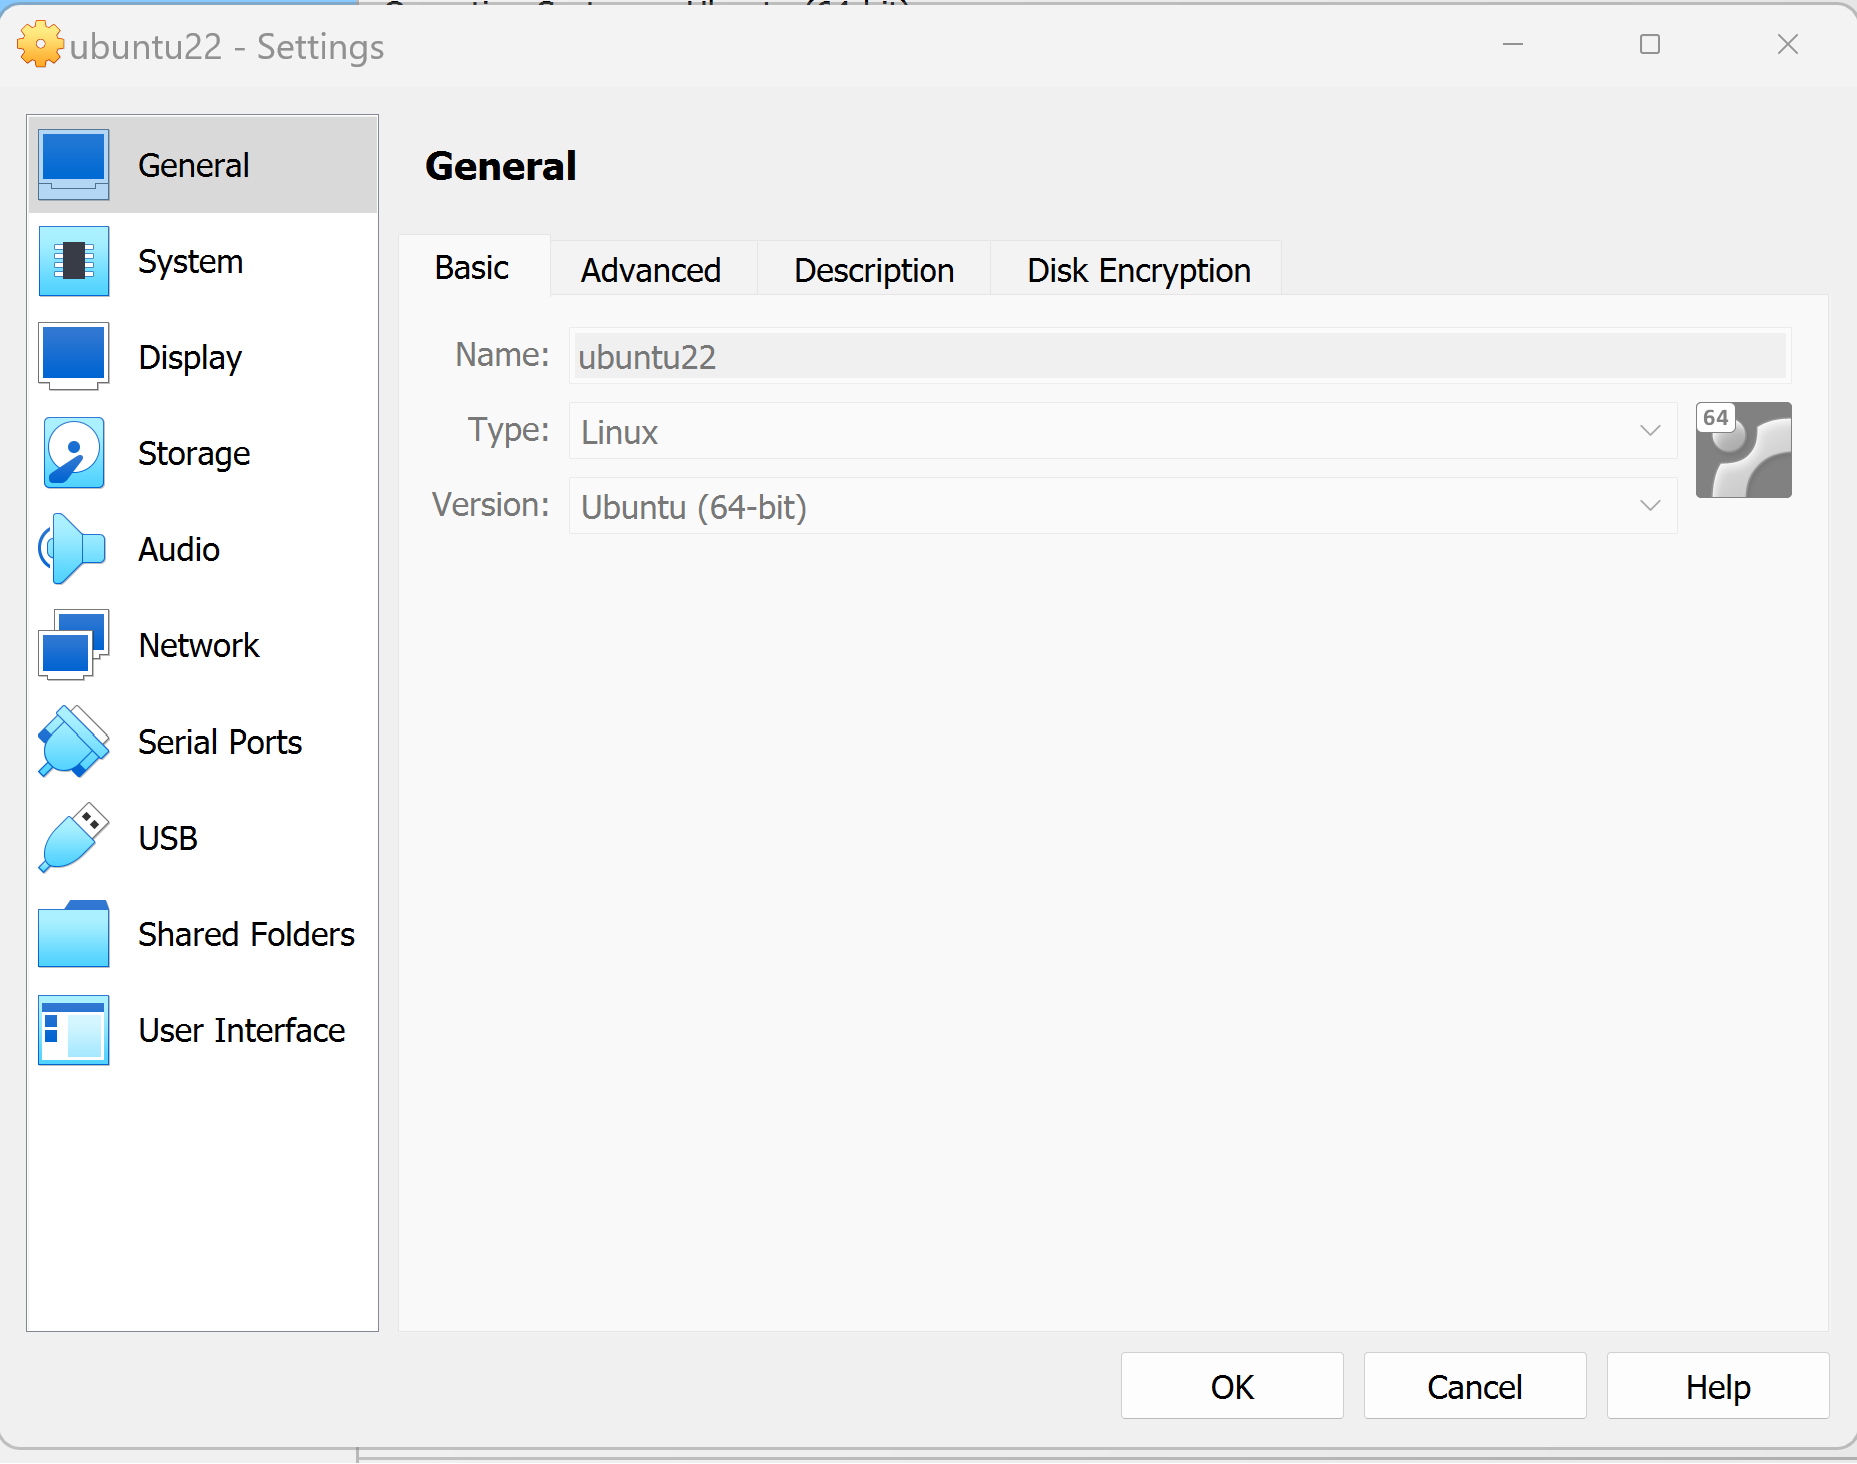 ubuntu22 - Settings
General
System
Display
Storage
Audio
Network
Serial Ports
USB
Shared Folders
User Interface
General
Basic Advanced Description Disk Encryption
Name: ubuntu22
Type: Linux
64
Version: Ubuntu (64-bit)
OK Cancel Help